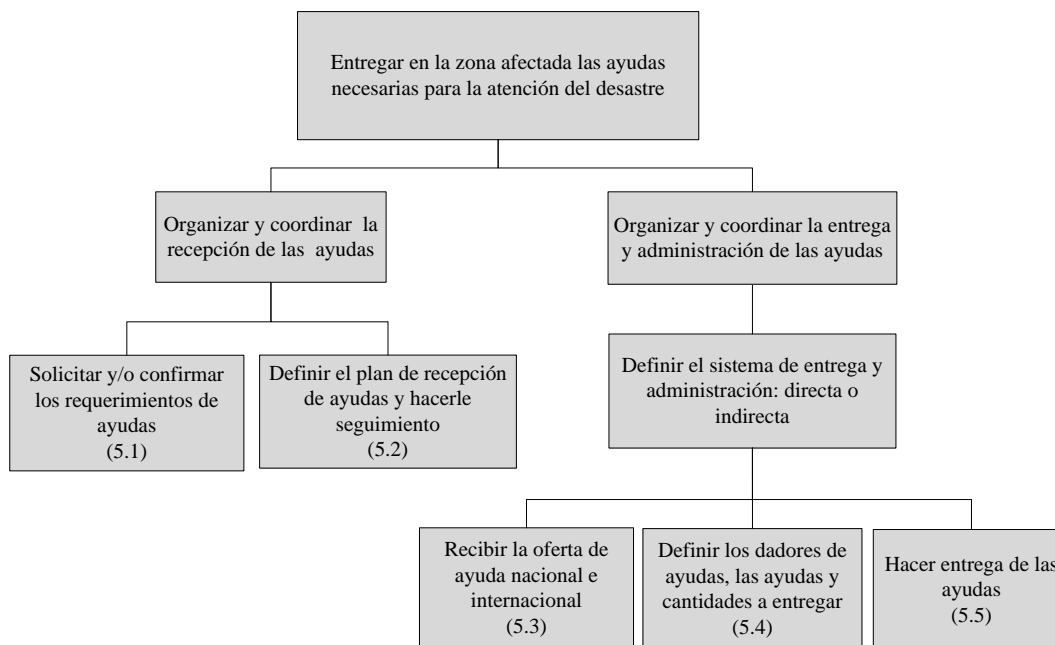 Entregar en la zona afectada las ayudas
necesarias para la atención del desastre
Organizar y coordinar la
recepción de las ayudas
Organizar y coordinar la entrega
y administración de las ayudas
Solicitar y/o confirmar
los requerimientos de
ayudas
(5.1)
Definir el plan de recepción
de ayudas y hacerle
seguimiento
(5.2)
Definir el sistema de entrega y
administración: directa o
indirecta
Recibir la oferta de
ayuda nacional e
internacional
(5.3)
Definir los dadores de
ayudas, las ayudas y
cantidades a entregar
(5.4)
Hacer entrega de las
ayudas
(5.5)